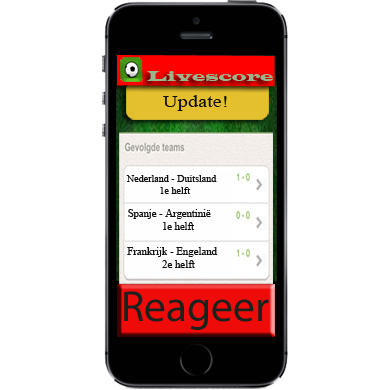 Livescore
Update!
Gevolgde teams
Nederland - Duitsland 1 - 0
1e helft
Spanje - Argentinië 0 - 0
1e helft
Frankrijk - Engeland 1 - 0
2e helft
Reageer